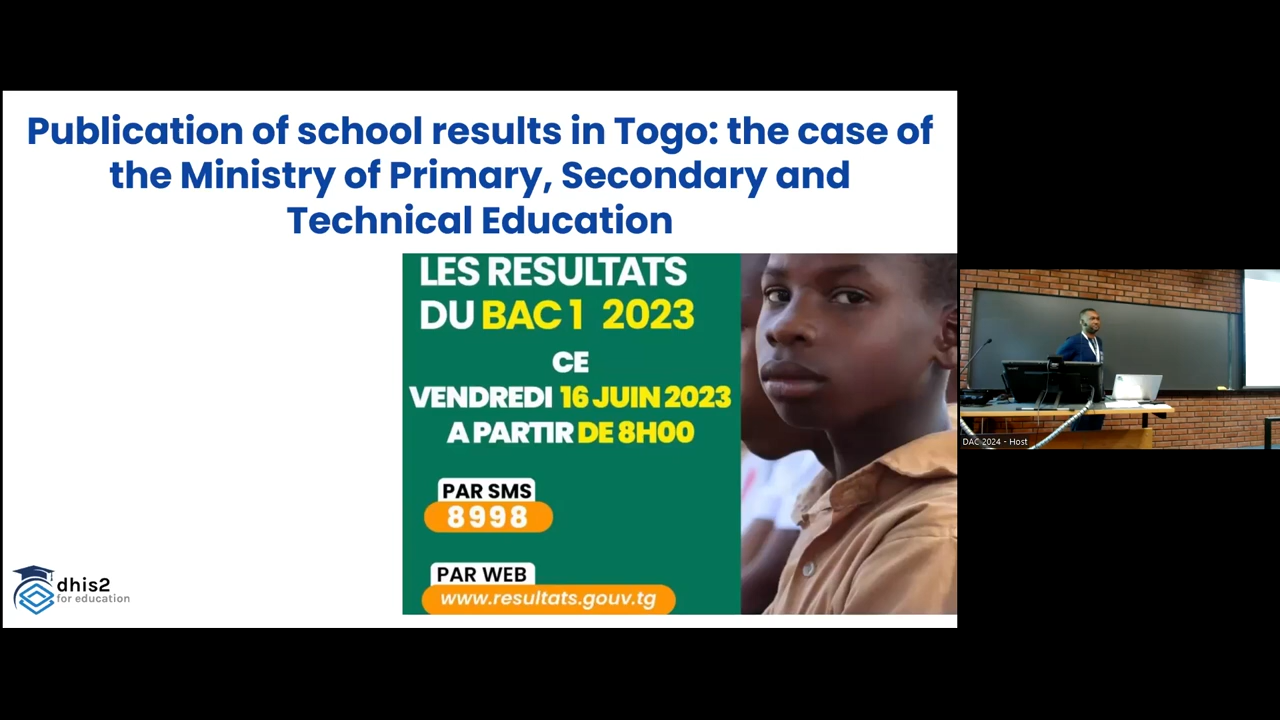 Publication of school results in Togo: the case of
the Ministry of Primary, Secondary and
Technical Education
LES RESULTATS
DU BAC 1 2023
CE
VENDREDI 16 JUIN 2023
A PARTIR DE 8H00
PAR SMS
8998
PAR WEB
www.resultats.gouv.tg
dhis2
for education
DAC 2024 - Host